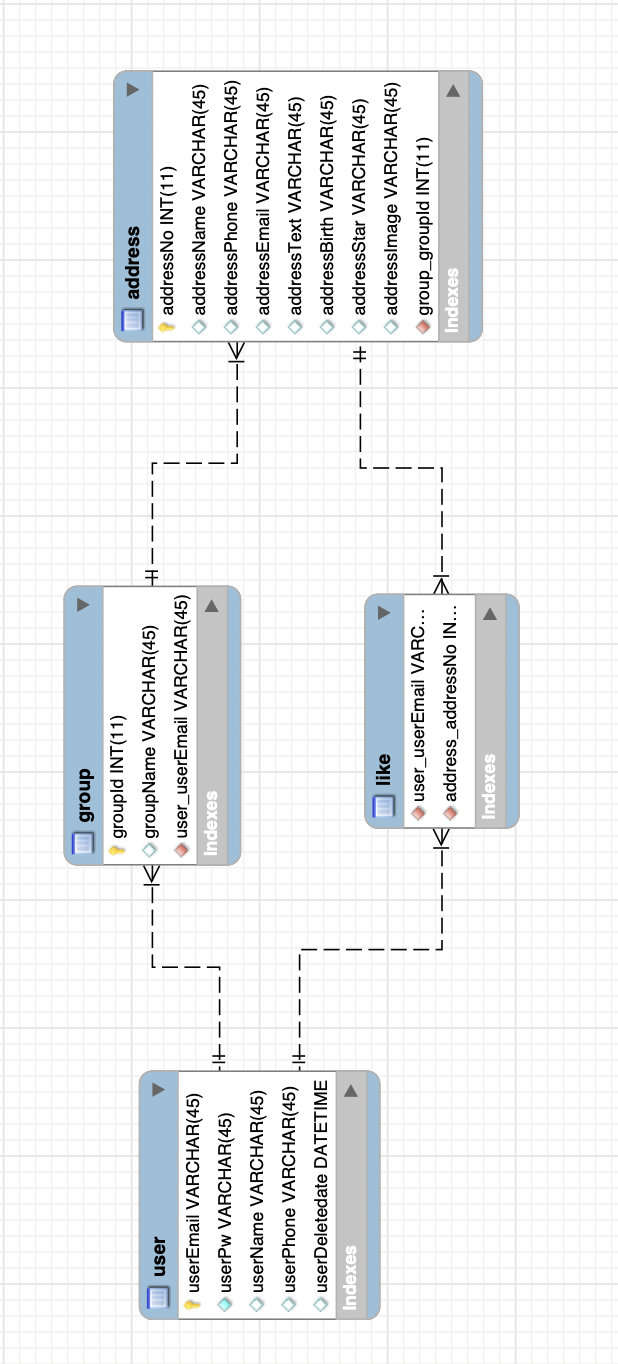 user
userEmail VARCHAR(45)
userPw VARCHAR(45)
userName VARCHAR(45)
userPhone VARCHAR(45)
userDeletedate DATETIME
Indexes
group
groupId INT(11)
groupName VARCHAR(45)
user_userEmail VARCHAR(45)
Indexes
like
user_userEmail VARC...
address_addressNo IN...
Indexes
address
addressNo INT(11)
addressName VARCHAR(45)
addressPhone VARCHAR(45)
addressEmail VARCHAR(45)
addressText VARCHAR(45)
addressBirth VARCHAR(45)
addressStar VARCHAR(45)
addressImage VARCHAR(45)
group_groupId INT(11)
Indexes